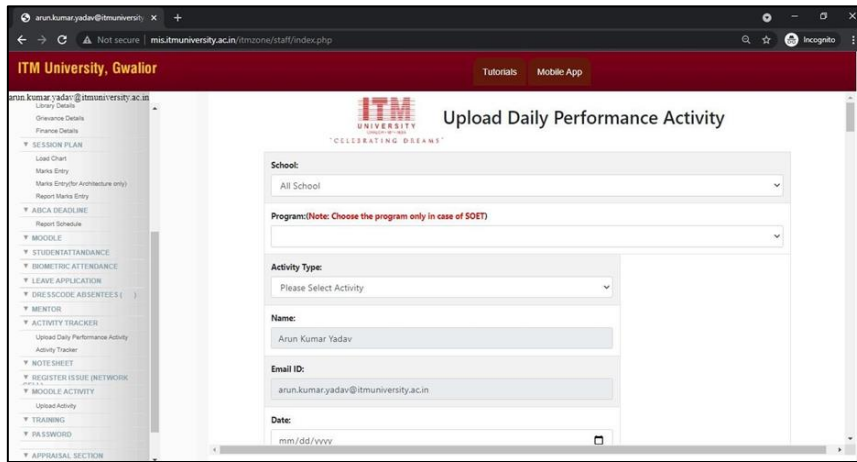 arun.kumar.yadav@itmuniversity
Not secure | mis.itmuniversity.ac.in/itmzone/staff/index.php
Incognito
ITM University, Gwalior
Tutorials
Mobile App
arun.kumar.yadav@itmuniversity.ac.in
Library Details
Grievance Details
Finance Details
SESSION PLAN
Load Chart
Marks Entry
Marks Entry(for Architecture only)
Report Marks Entry
ABCA DEADLINE
Report Schedule
MOODLE
STUDENTATTANDANCE
BIOMETRIC ATTENDANCE
LEAVE APPLICATION
DRESSCODE ABSENTEES ( )
MENTOR
ACTIVITY TRACKER
Upload Daily Performance Activity
Activity Tracker
NOTESHEET
REGISTER ISSUE (NETWORK
MOODLE ACTIVITY
Upload Activity
TRAINING
PASSWORD
APPRAISAL SECTION
ITM
UNIVERSITY
"CELEBRATING DREAMS"
Upload Daily Performance Activity
School:
All School
Program:(Note: Choose the program only in case of SOET)
Activity Type:
Please Select Activity
Name:
Arun Kumar Yadav
Email ID:
arun.kumar.yadav@itmuniversity.ac.in
Date:
mm/dd/yyyy